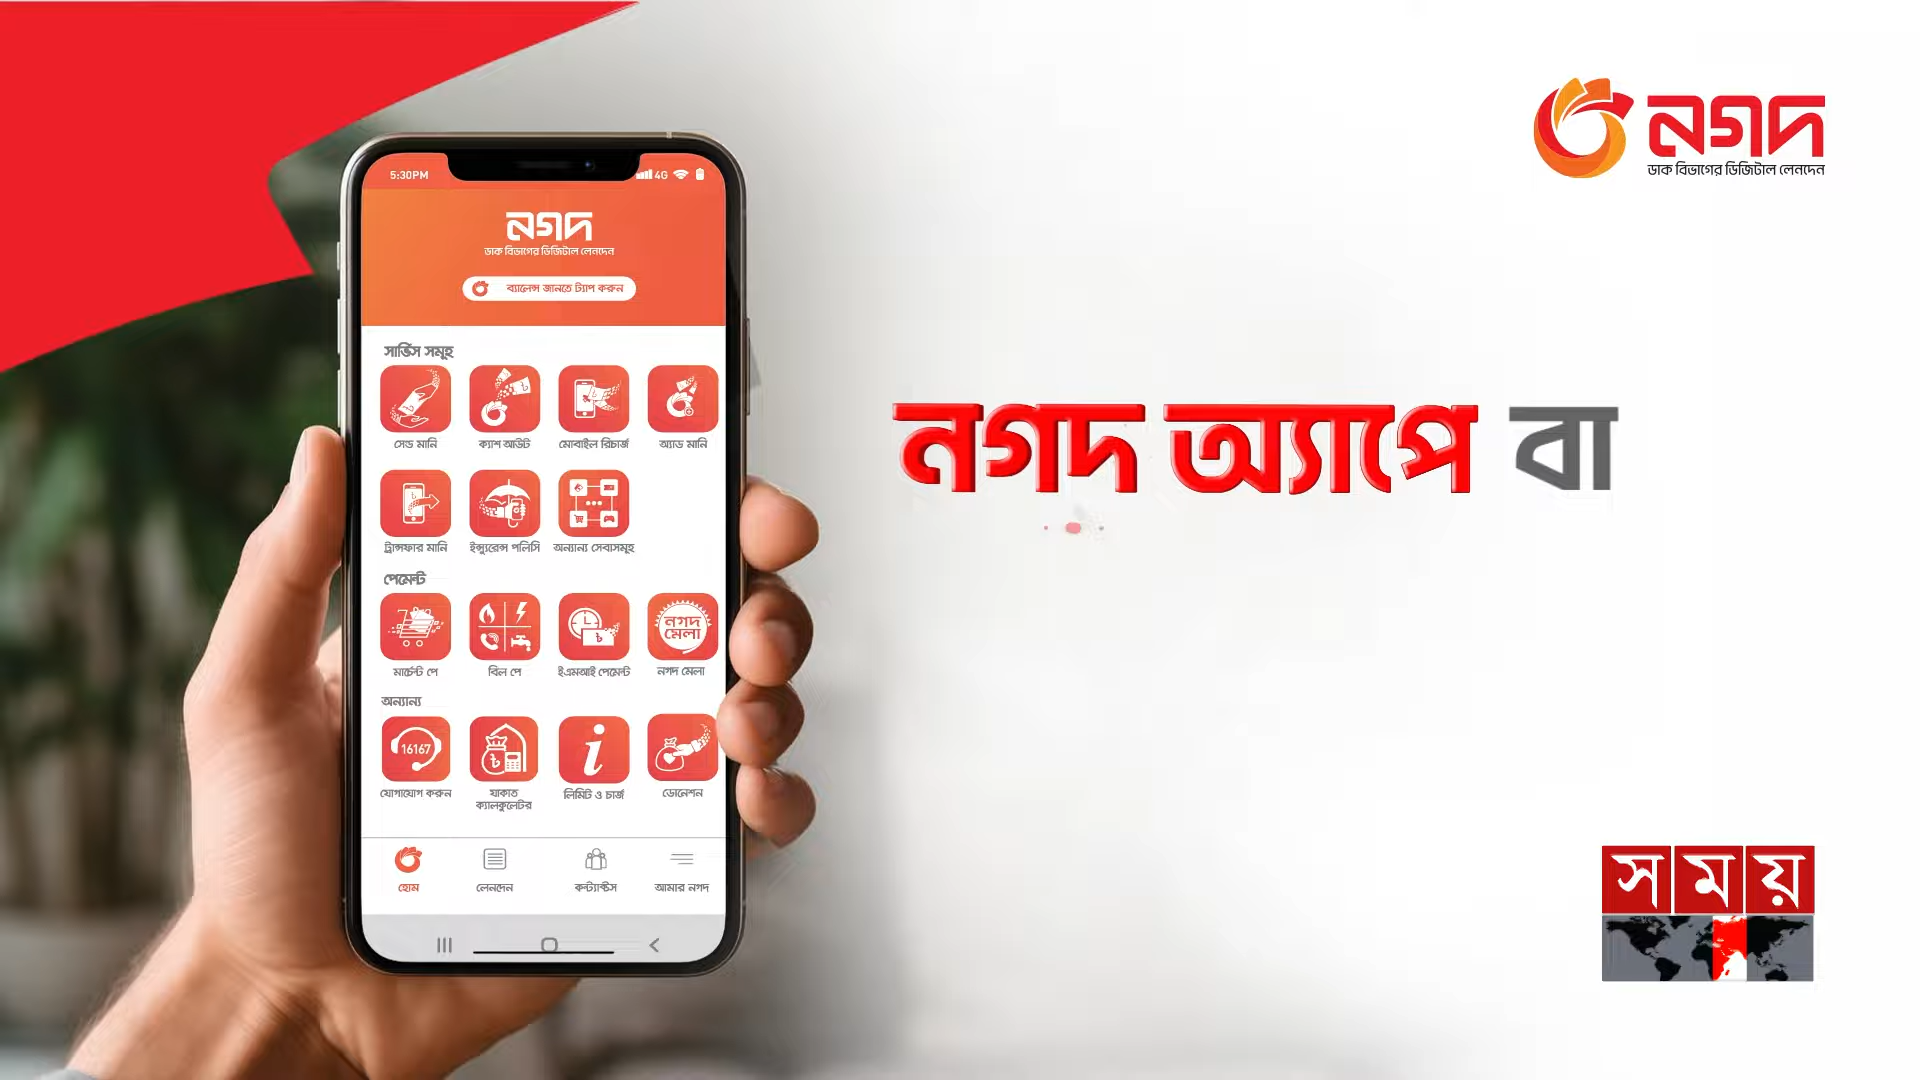 5:30PM
4G
নগদ
ডাক বিভাগের ডিজিটাল লেনদেন
ব্যালেন্স জানতে ট্যাপ করুন
সার্ভিস সমূহ
সেন্ড মানি
ক্যাশ আউট
মোবাইল রিচার্জ
অ্যাড মানি
ট্রান্সফার মানি
ইন্স্যুরেন্স পলিসি
অন্যান্য সেবাসমূহ
পেমেন্ট
নগদ
মেলা
মার্চেন্ট পে
বিল পে
ইএমআই পেমেন্ট
নগদ মেলা
অন্যান্য
16167
যোগাযোগ করুন
যাকাত
ক্যালকুলেটর
লিমিট ও চার্জ
ডোনেশন
হোম
লেনদেন
কন্ট্যাক্টস
আমার নগদ
নগদ
ডাক বিভাগের ডিজিটাল লেনদেন
নগদ অ্যাপে বা
সময়